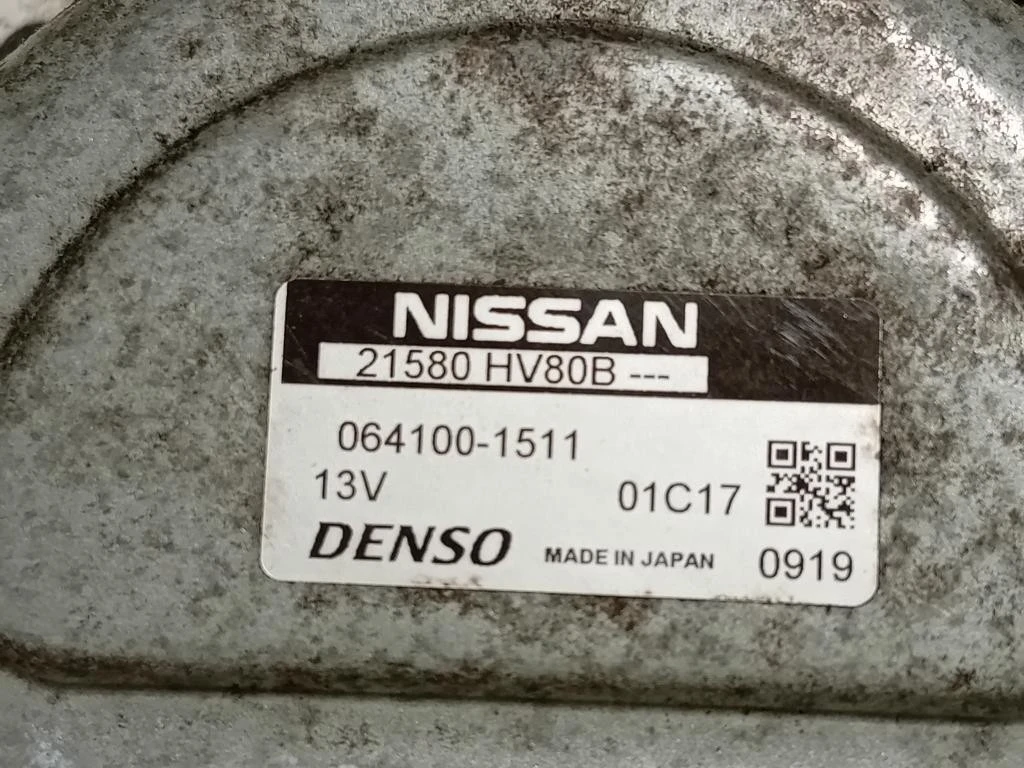 NISSAN
21580 HV80B ---
064100-1511
13V 01C17
DENSO MADE IN JAPAN 0919